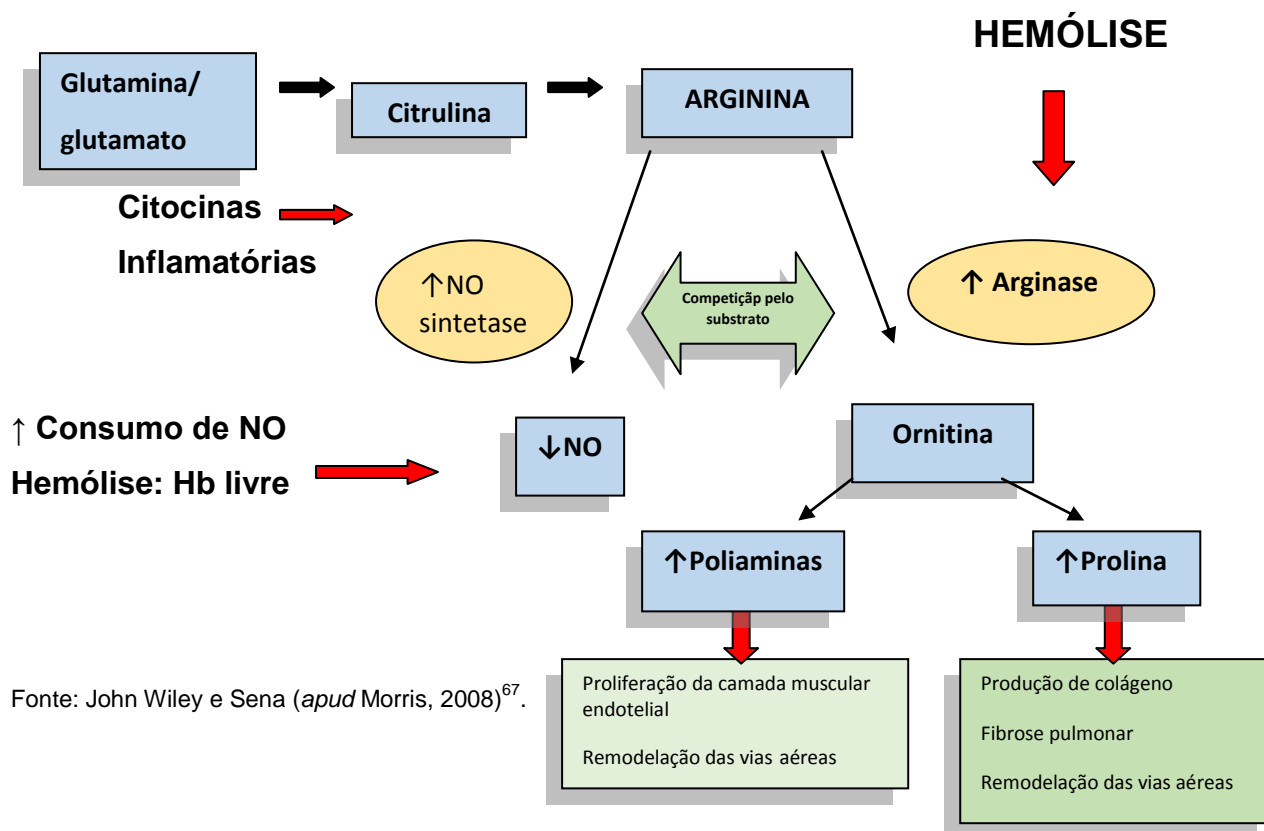 HEMÓLISE
Glutamina/
glutamato
Citrulina
ARGININA
Citocinas
Inflamatórias
↑NO
sintetase
Competiçãp pelo
substrato
↑ Arginase
↑ Consumo de NO
Hemólise: Hb livre
↓NO
Ornitina
↑Poliaminas
↑Prolina
Fonte: John Wiley e Sena (apud Morris, 2008)67.
Proliferação da camada muscular
endotelial
Remodelação das vias aéreas
Produção de colágeno
Fibrose pulmonar
Remodelação das vias aéreas